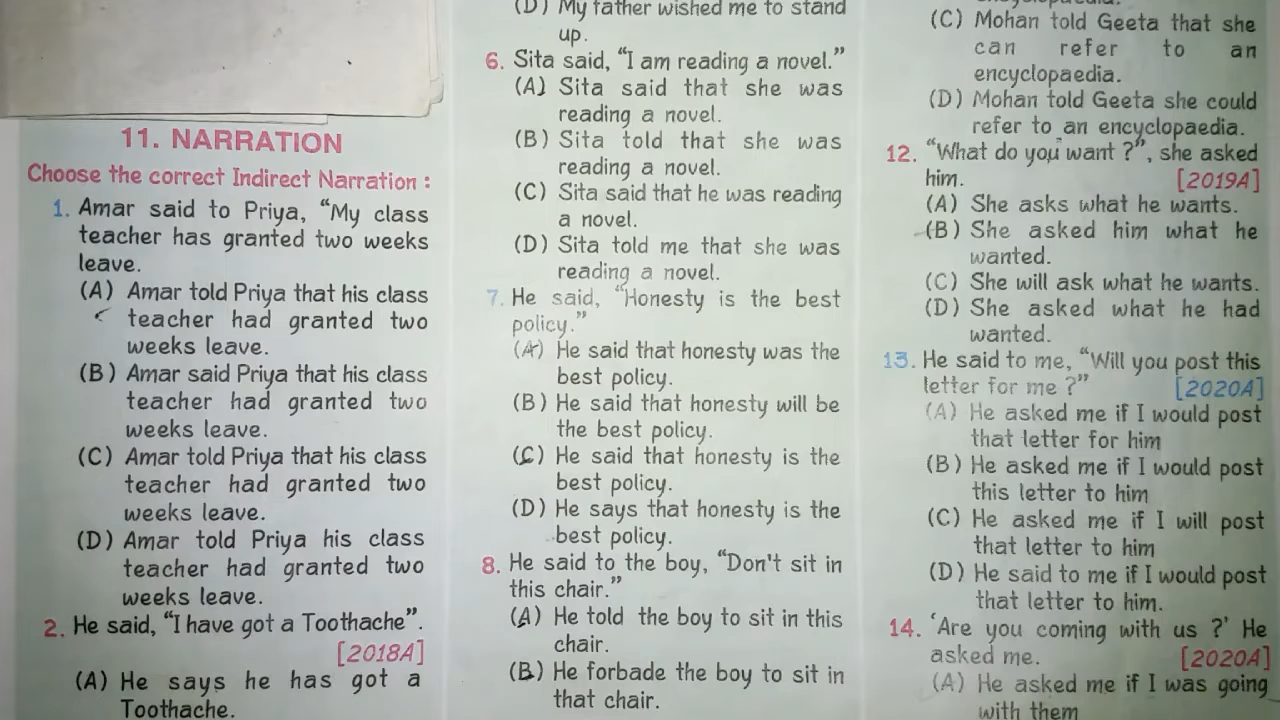 11. NARRATION
Choose the correct Indirect Narration :
1. Amar said to Priya, “My class
teacher has granted two weeks
leave.
(A) Amar told Priya that his class
teacher had granted two
weeks leave.
(B) Amar said Priya that his class
teacher had granted two
weeks leave.
(C) Amar told Priya that his class
teacher had granted two
weeks leave.
(D) Amar told Priya his class
teacher had granted two
weeks leave.
2. He said, “I have got a Toothache”.
[2018A]
(A) He says he has got a
Toothache.
(D) My father wished me to stand
up.
6. Sita said, “I am reading a novel.”
(A) Sita said that she was
reading a novel.
(B) Sita told that she was
reading a novel.
(C) Sita said that he was reading
a novel.
(D) Sita told me that she was
reading a novel.
7. He said, “Honesty is the best
policy.”
(A) He said that honesty was the
best policy.
(B) He said that honesty will be
the best policy.
(C) He said that honesty is the
best policy.
(D) He says that honesty is the
best policy.
8. He said to the boy, “Don't sit in
this chair.”
(A) He told the boy to sit in this
chair.
(B) He forbade the boy to sit in
that chair.
(C) Mohan told Geeta that she
can refer to an
encyclopaedia.
(D) Mohan told Geeta she could
refer to an encyclopaedia.
12. “What do you want ?”, she asked
him. [2019A]
(A) She asks what he wants.
(B) She asked him what he
wanted.
(C) She will ask what he wants.
(D) She asked what he had
wanted.
13. He said to me, “Will you post this
letter for me ?” [2020A]
(A) He asked me if I would post
that letter for him
(B) He asked me if I would post
this letter to him
(C) He asked me if I will post
that letter to him
(D) He said to me if I would post
that letter to him.
14. ‘Are you coming with us ?’ He
asked me. [2020A]
(A) He asked me if I was going
with them